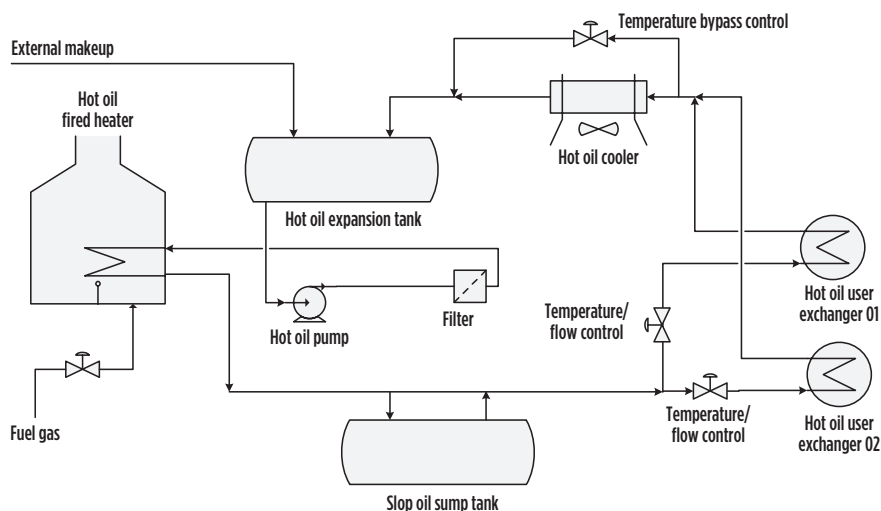 Temperature bypass control
External makeup
Hot oil
fired heater
Hot oil cooler
Hot oil expansion tank
Hot oil pump
Filter
Temperature/
flow control
Hot oil user
exchanger 01
Fuel gas
Temperature/
flow control
Hot oil user
exchanger 02
Slop oil sump tank